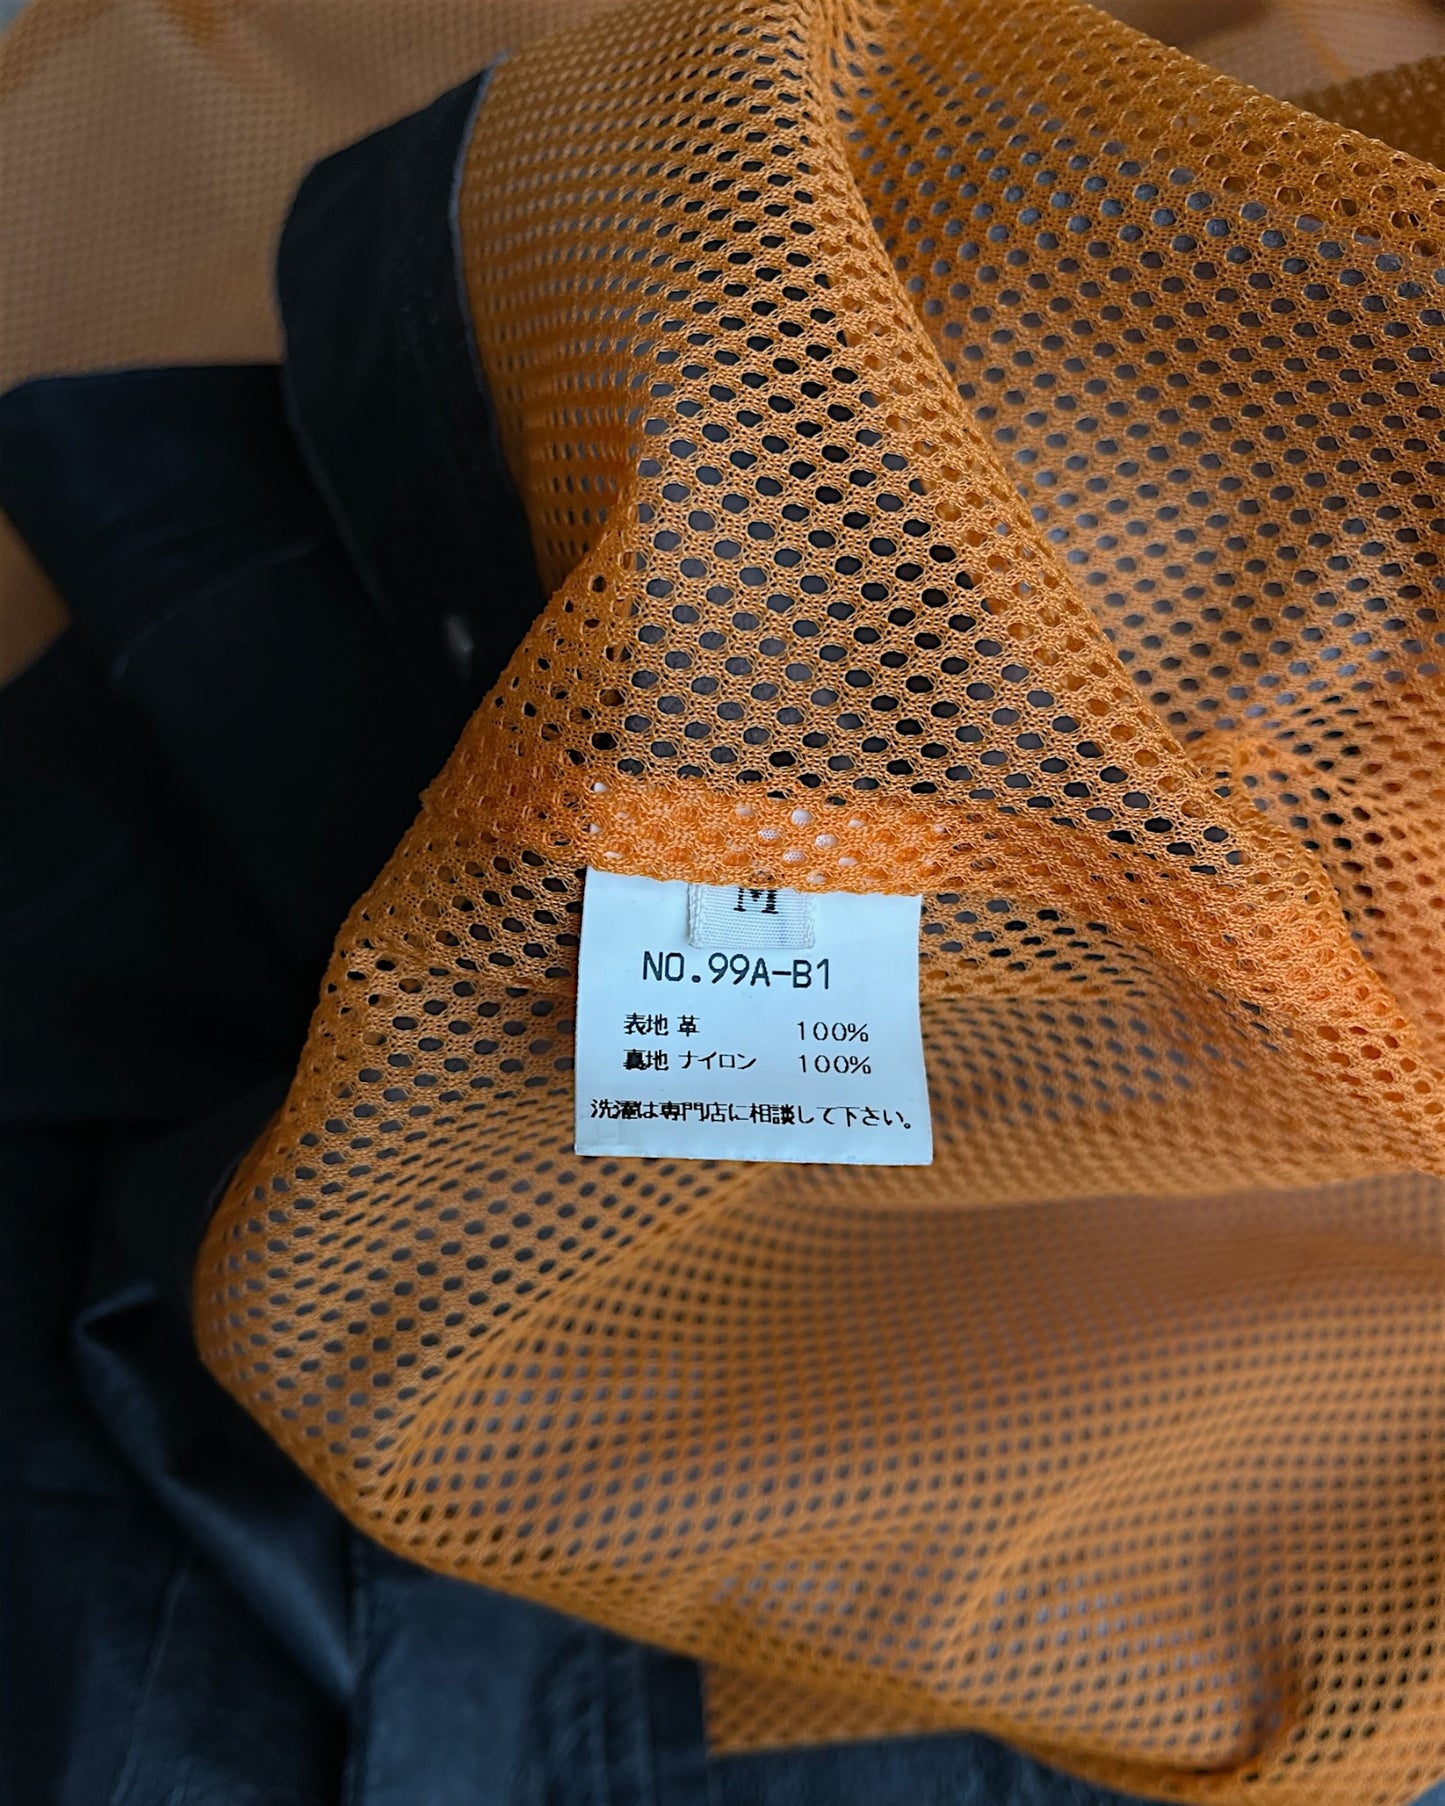 M
NO.99A-B1
表地 革 100%
裏地 ナイロン 100%
洗濯は専門店に相談して下さい。